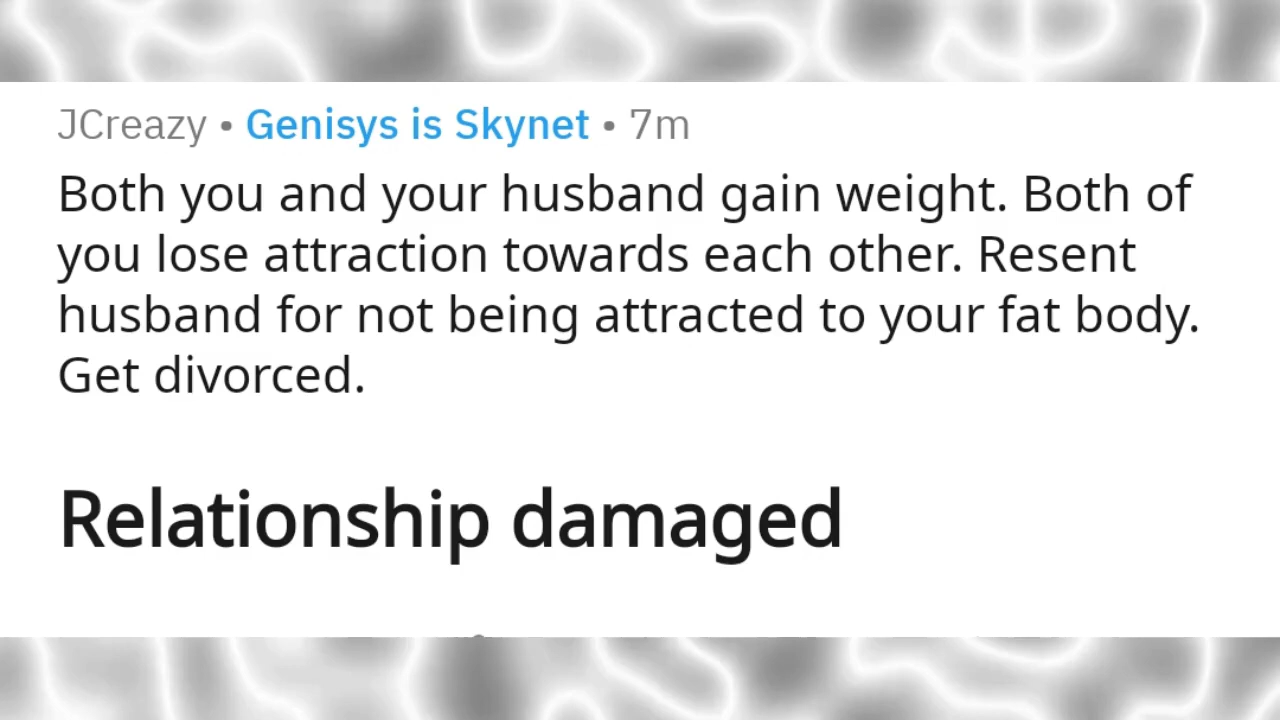 JCreazy • Genisys is Skynet • 7m
Both you and your husband gain weight. Both of
you lose attraction towards each other. Resent
husband for not being attracted to your fat body.
Get divorced.
Relationship damaged